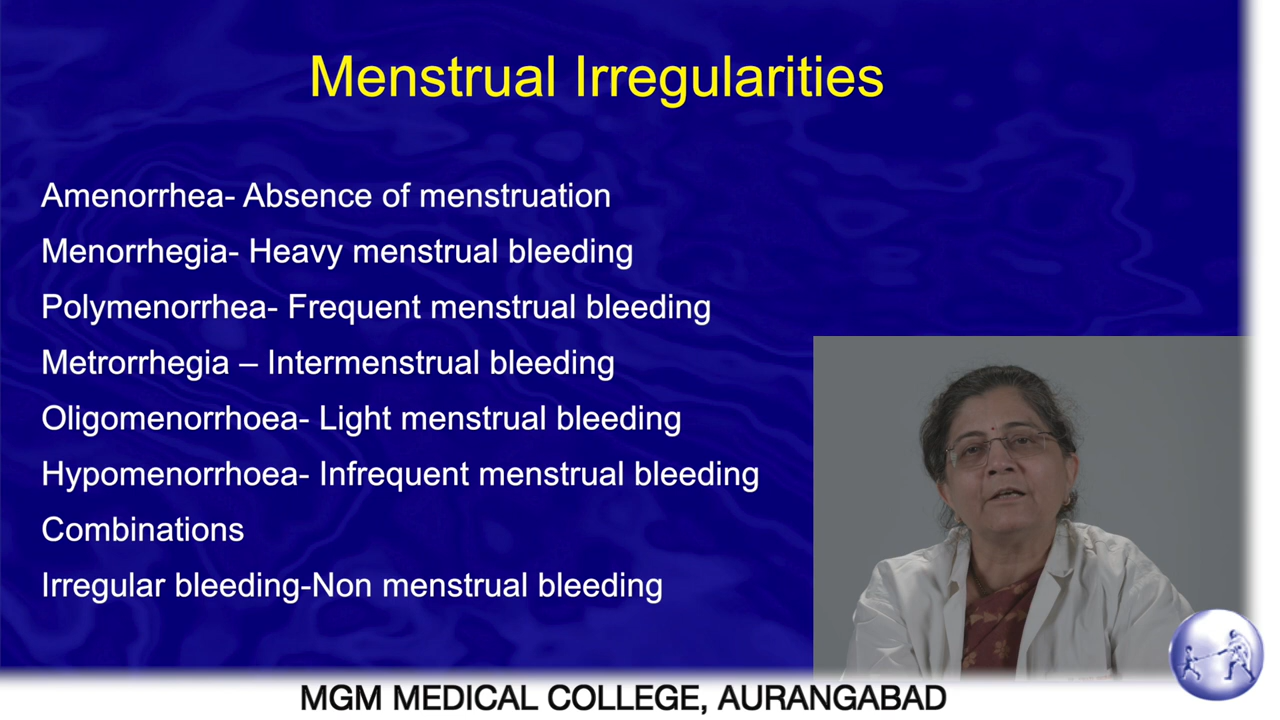 Menstrual Irregularities
Amenorrhea- Absence of menstruation
Menorrhegia- Heavy menstrual bleeding
Polymenorrhea- Frequent menstrual bleeding
Metrorrhegia – Intermenstrual bleeding
Oligomenorrhoea- Light menstrual bleeding
Hypomenorrhoea- Infrequent menstrual bleeding
Combinations
Irregular bleeding-Non menstrual bleeding
MGM MEDICAL COLLEGE, AURANGABAD